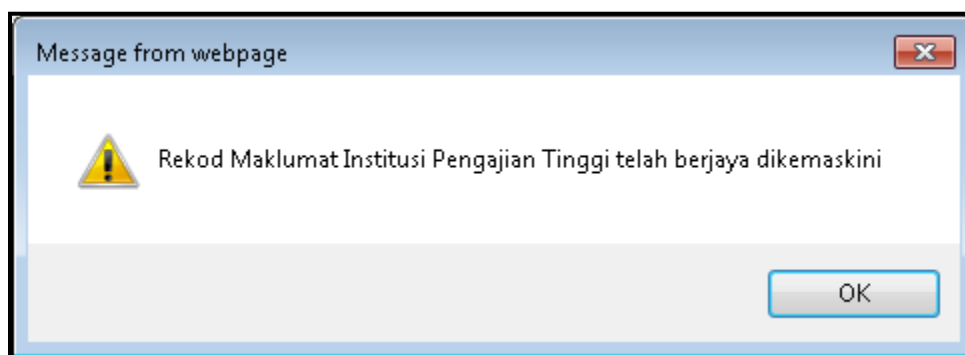 Message from webpage
Rekod Maklumat Institusi Pengajian Tinggi telah berjaya dikemaskini
OK